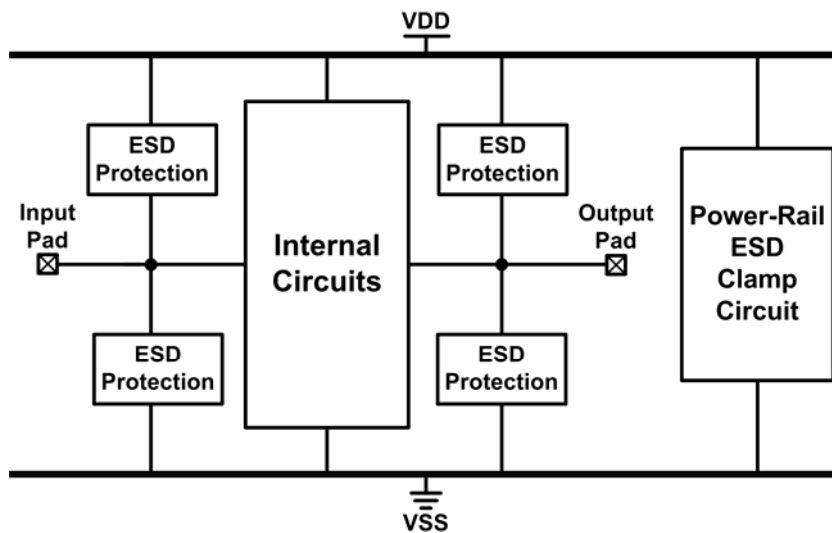 VDD
ESD
Protection
ESD
Protection
Input
Pad
Internal
Circuits
Output
Pad
Power-Rail
ESD
Clamp
Circuit
ESD
Protection
ESD
Protection
VSS